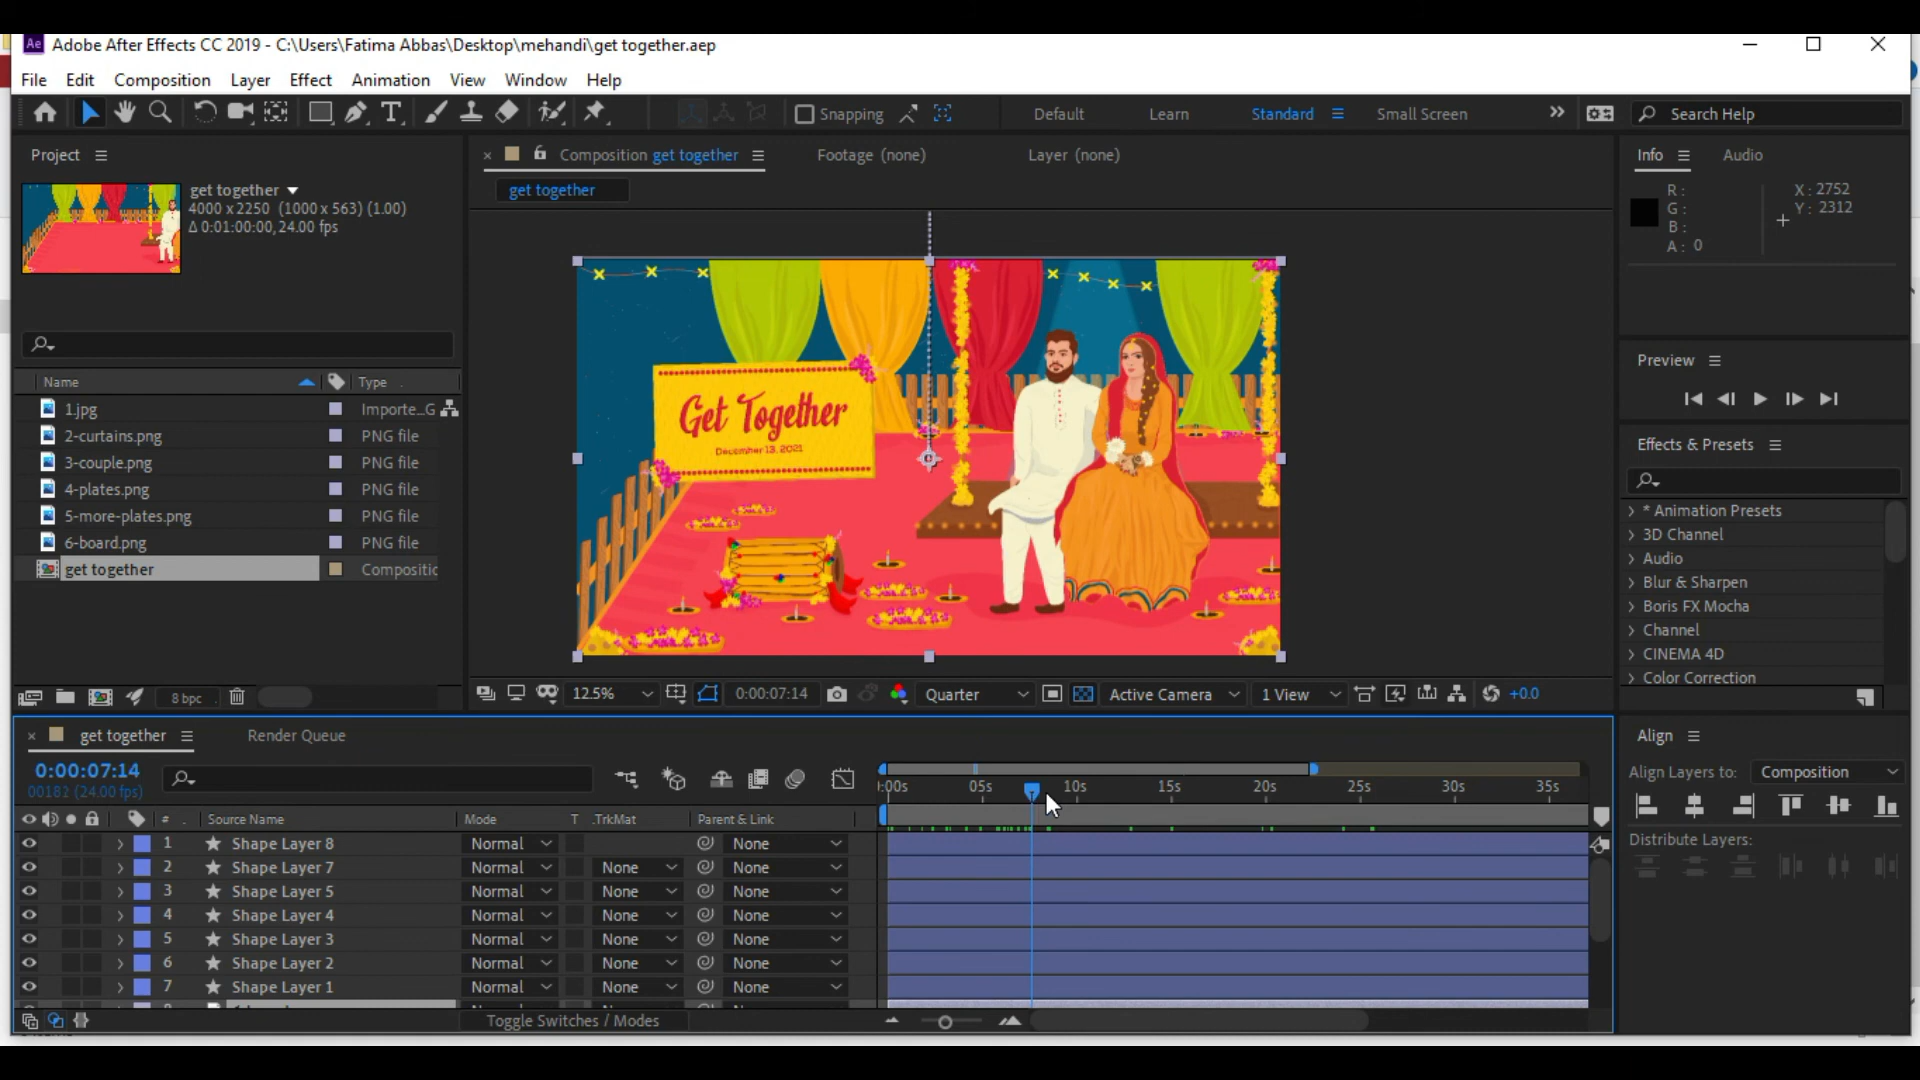 Ae Adobe After Effects CC 2019 - C:\Users\Fatima Abbas\Desktop\mehandi\get together.aep
File Edit Composition Layer Effect Animation View Window Help
Snapping Default Learn Standard Small Screen Search Help
Project
get together
4000 x 2250 (1000 x 563) (1.00)
Δ 0:01:00:00, 24.00 fps
Name Type
1.jpg Importe...G
2-curtains.png PNG file
3-couple.png PNG file
4-plates.png PNG file
5-more-plates.png PNG file
6-board.png PNG file
get together Compositic
8 bpc
Composition get together Footage (none) Layer (none)
get together
Get Together
December 13, 2021
12.5% 0:00:07:14 Quarter Active Camera 1 View +0.0
Info Audio
R: X: 2752
G: Y: 2312
B:
A: 0
Preview
Effects & Presets
* Animation Presets
3D Channel
Audio
Blur & Sharpen
Boris FX Mocha
Channel
CINEMA 4D
Color Correction
get together Render Queue
0:00:07:14
00182 (24.00 fps)
:00s 05s 10s 15s 20s 25s 30s 35s
# Source Name Mode T .TrkMat Parent & Link
1 Shape Layer 8 Normal None
2 Shape Layer 7 Normal None None
3 Shape Layer 5 Normal None None
4 Shape Layer 4 Normal None None
5 Shape Layer 3 Normal None None
6 Shape Layer 2 Normal None None
7 Shape Layer 1 Normal None None
Toggle Switches / Modes
Align
Align Layers to: Composition
Distribute Layers: